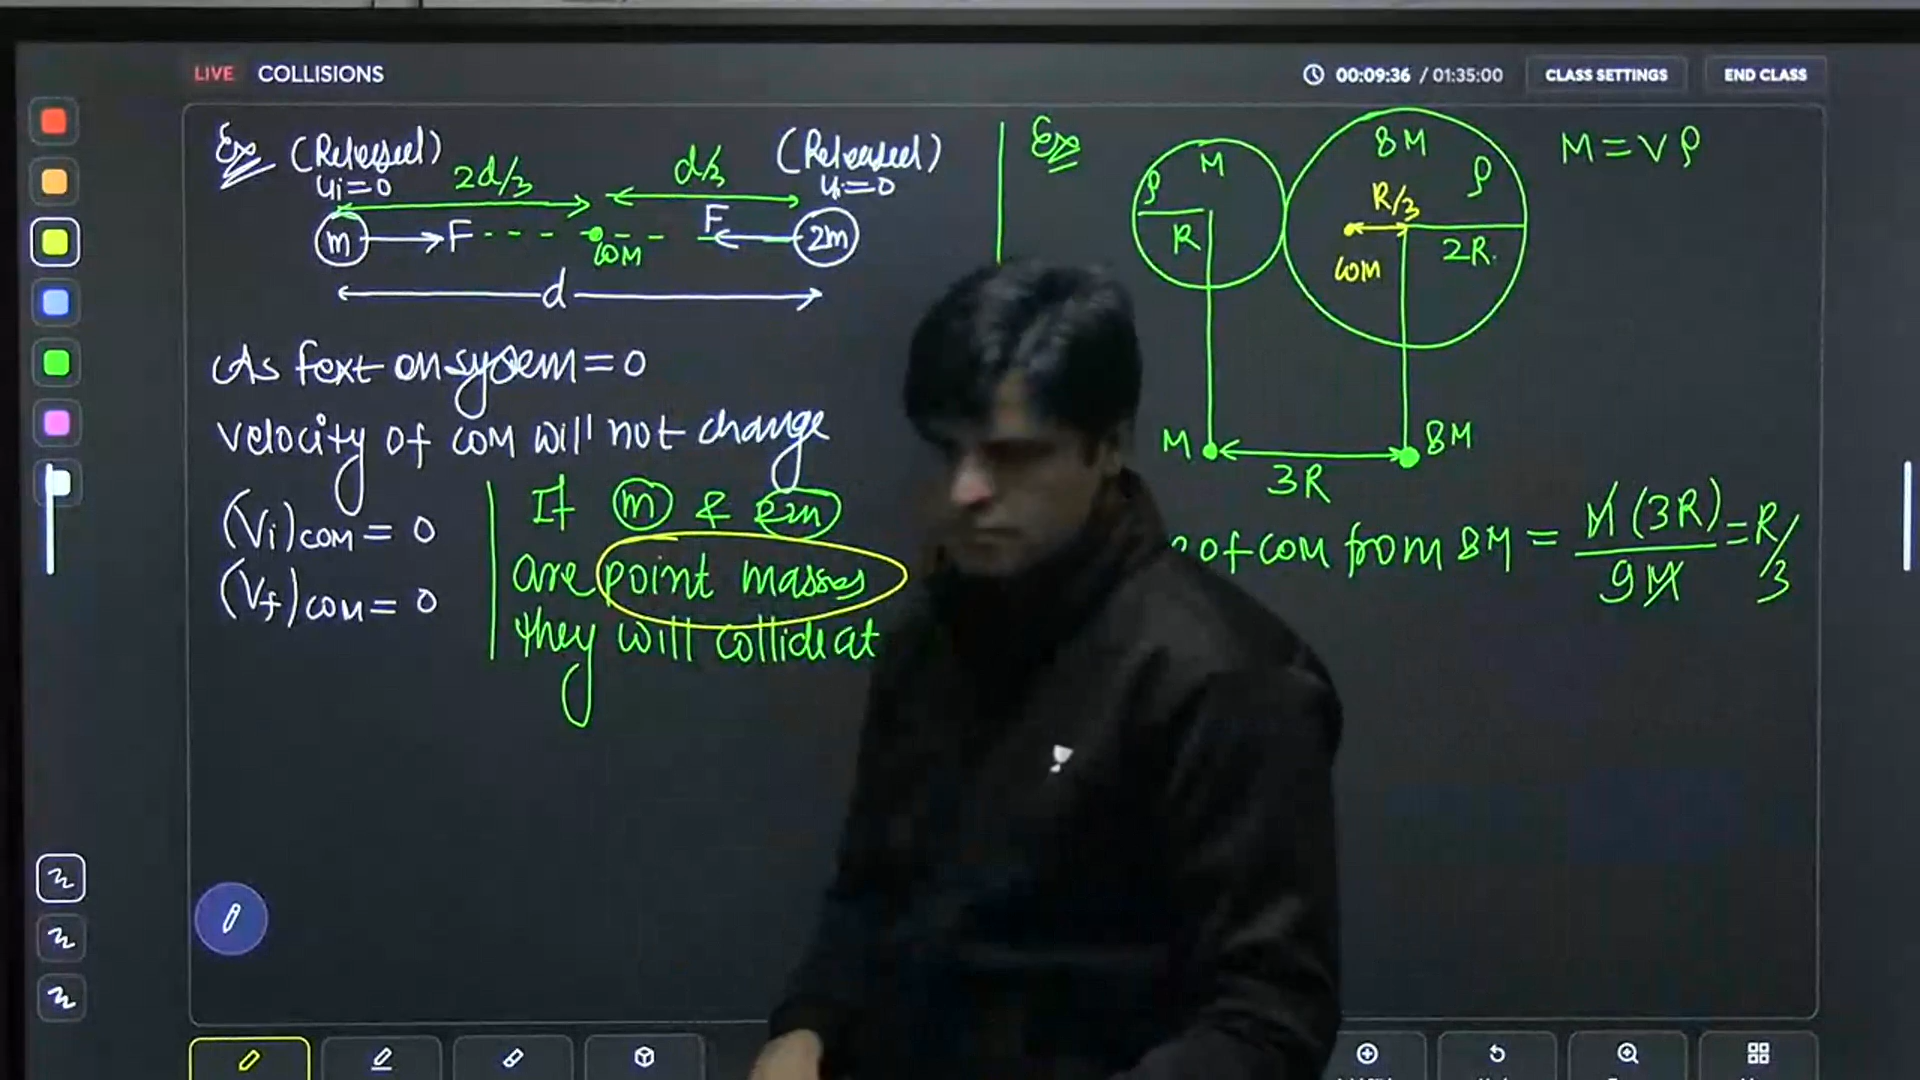 LIVE COLLISIONS
00:09:36 / 01:35:00
CLASS SETTINGS
END CLASS
Ex (Released) (Released)
ui=0 2d/3 d/3 ui=0
m F COM F 2m
d
As fext on system = 0
velocity of COM will not change
(Vi)COM = 0
(Vf)COM = 0
If m & 2m
are point masses
they will collide at
Ex M 8M M = V ρ
ρ ρ
R R/3 2R
COM
M 8M
3R
of COM from 8M = M (3R) / 9M = R/3